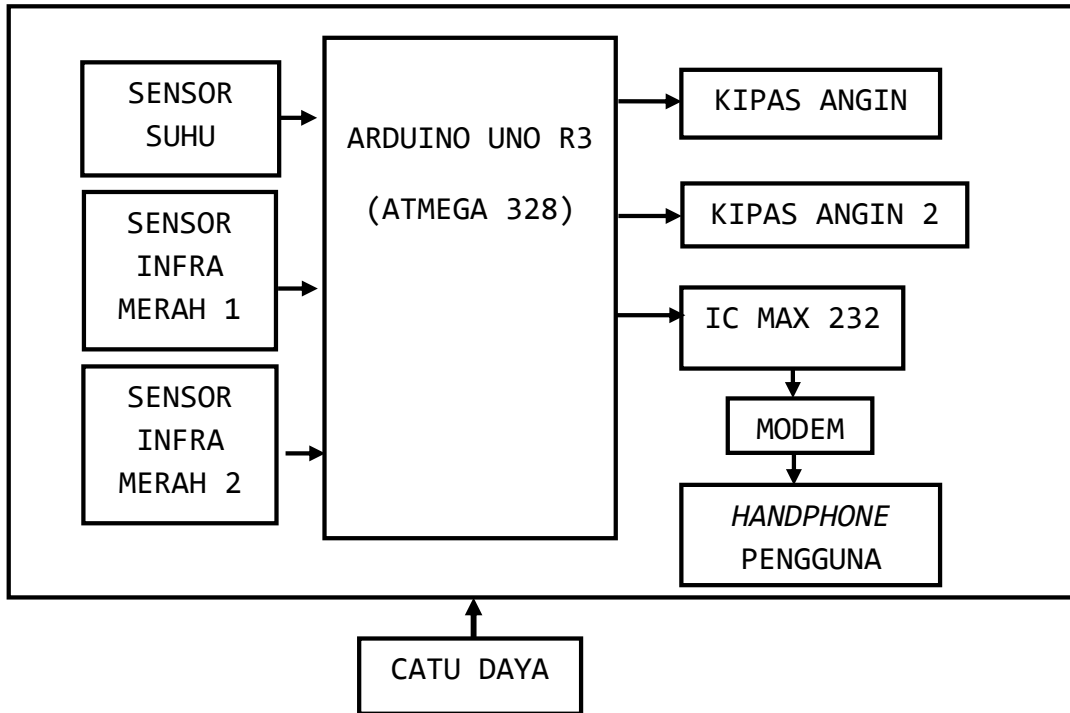 SENSOR
SUHU
SENSOR
INFRA
MERAH 1
SENSOR
INFRA
MERAH 2
ARDUINO UNO R3
(ATMEGA 328)
KIPAS ANGIN
KIPAS ANGIN 2
IC MAX 232
MODEM
HANDPHONE
PENGGUNA
CATU DAYA